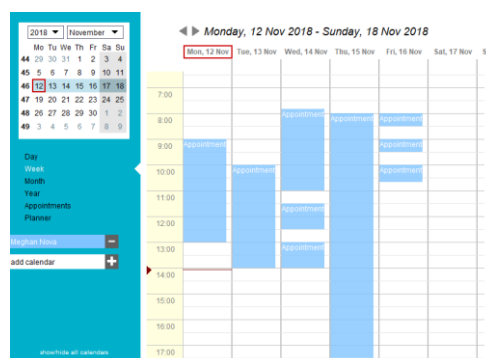 2018 November
Mo Tu We Th Fr Sa Su
44 29 30 31 1 2 3 4
45 5 6 7 8 9 10 11
46 12 13 14 15 16 17 18
47 19 20 21 22 23 24 25
48 26 27 28 29 30 1 2
49 3 4 5 6 7 8 9
Day
Week
Month
Year
Appointments
Planner
Meghan Nova
add calendar
show/hide all calendars
Monday, 12 Nov 2018 - Sunday, 18 Nov 2018
Mon, 12 Nov Tue, 13 Nov Wed, 14 Nov Thu, 15 Nov Fri, 16 Nov Sat, 17 Nov S
7:00
8:00 Appointment Appointment Appointment
9:00 Appointment Appointment
10:00 Appointment Appointment
11:00
Appointment
12:00
13:00 Appointment
14:00
15:00
16:00
17:00